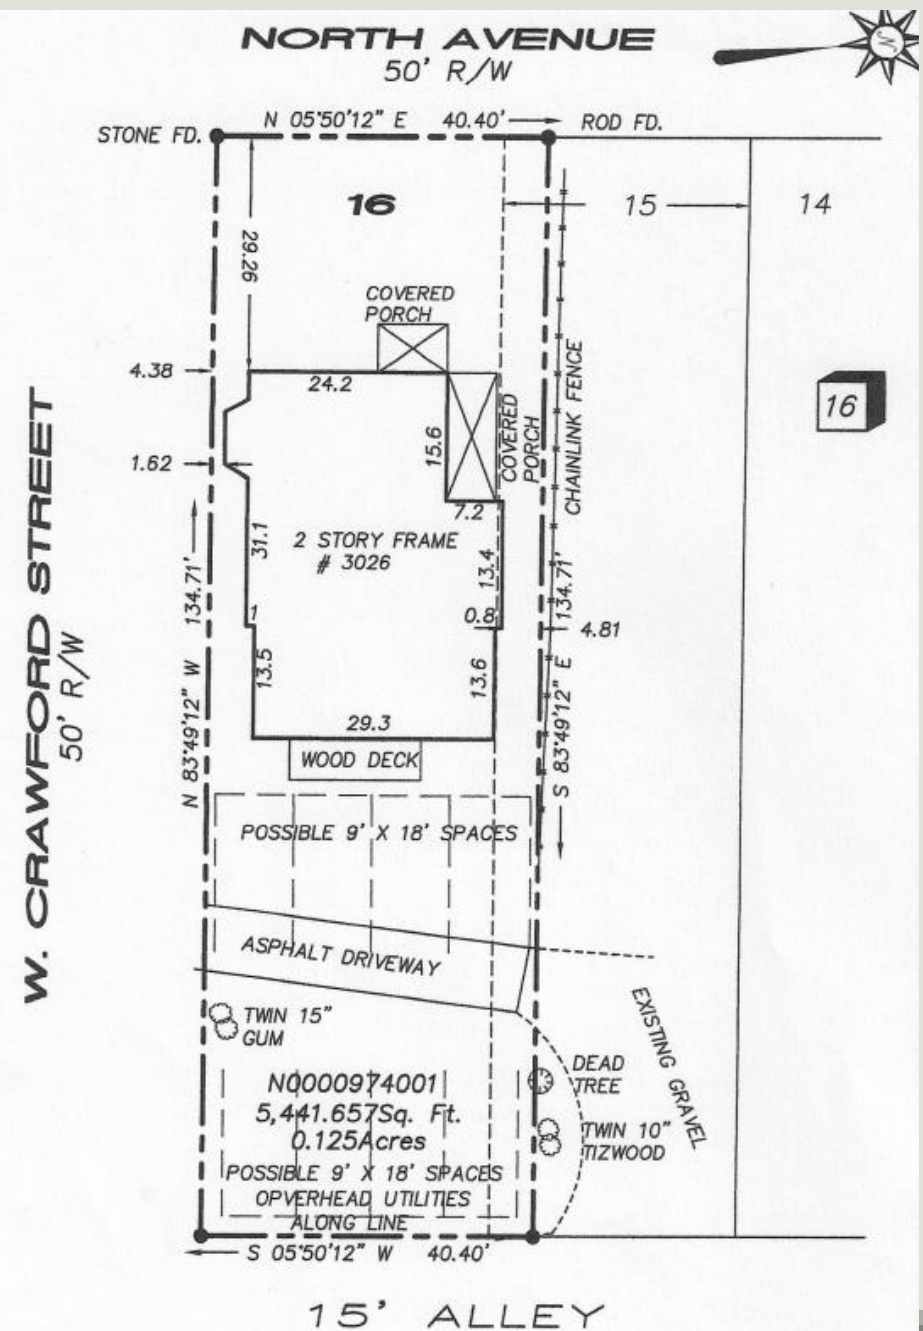 NORTH AVENUE
50' R/W
N
N 05°50'12" E 40.40'
STONE FD.
ROD FD.
16
15
14
29.26
COVERED
PORCH
4.38
24.2
16
15.6
COVERED
PORCH
CHAINLINK FENCE
1.62
7.2
31.1
2 STORY FRAME
# 3026
13.4
W. CRAWFORD STREET
50' R/W
N 83°49'12" W 134.71'
1
0.8
4.81
S 83°49'12" E 134.71'
13.5
13.6
29.3
WOOD DECK
POSSIBLE 9' X 18' SPACES
ASPHALT DRIVEWAY
EXISTING GRAVEL
TWIN 15"
GUM
DEAD
TREE
N0000974001
5,441.657Sq. Ft.
0.125Acres
TWIN 10"
TIZWOOD
POSSIBLE 9' X 18' SPACES
OPVERHEAD UTILITIES
ALONG LINE
S 05°50'12" W 40.40'
15' ALLEY